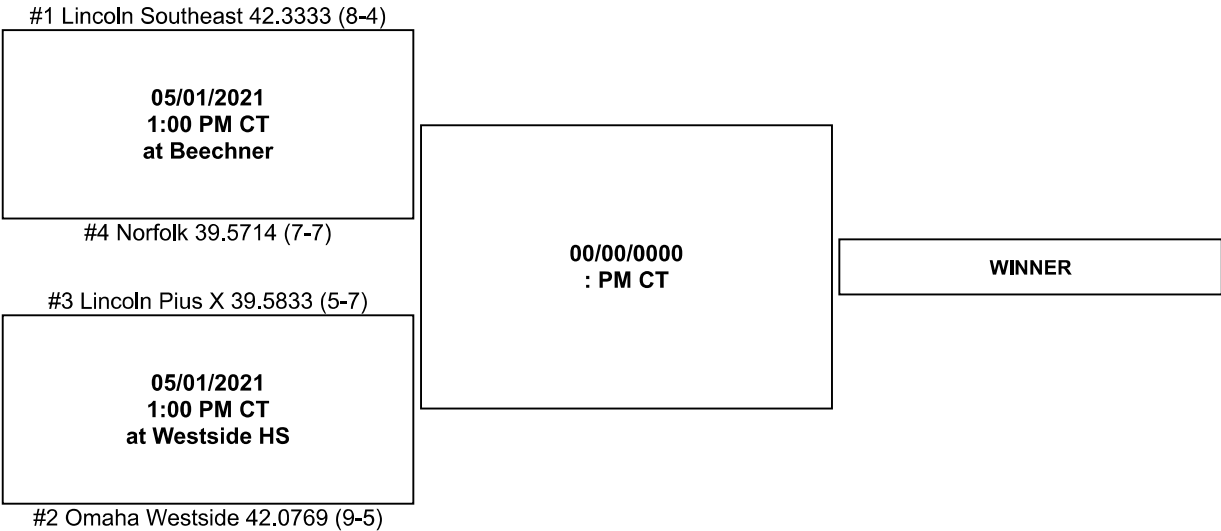 #1 Lincoln Southeast 42.3333 (8-4)
05/01/2021
1:00 PM CT
at Beechner
#4 Norfolk 39.5714 (7-7)
#3 Lincoln Pius X 39.5833 (5-7)
05/01/2021
1:00 PM CT
at Westside HS
#2 Omaha Westside 42.0769 (9-5)
00/00/0000
: PM CT
WINNER